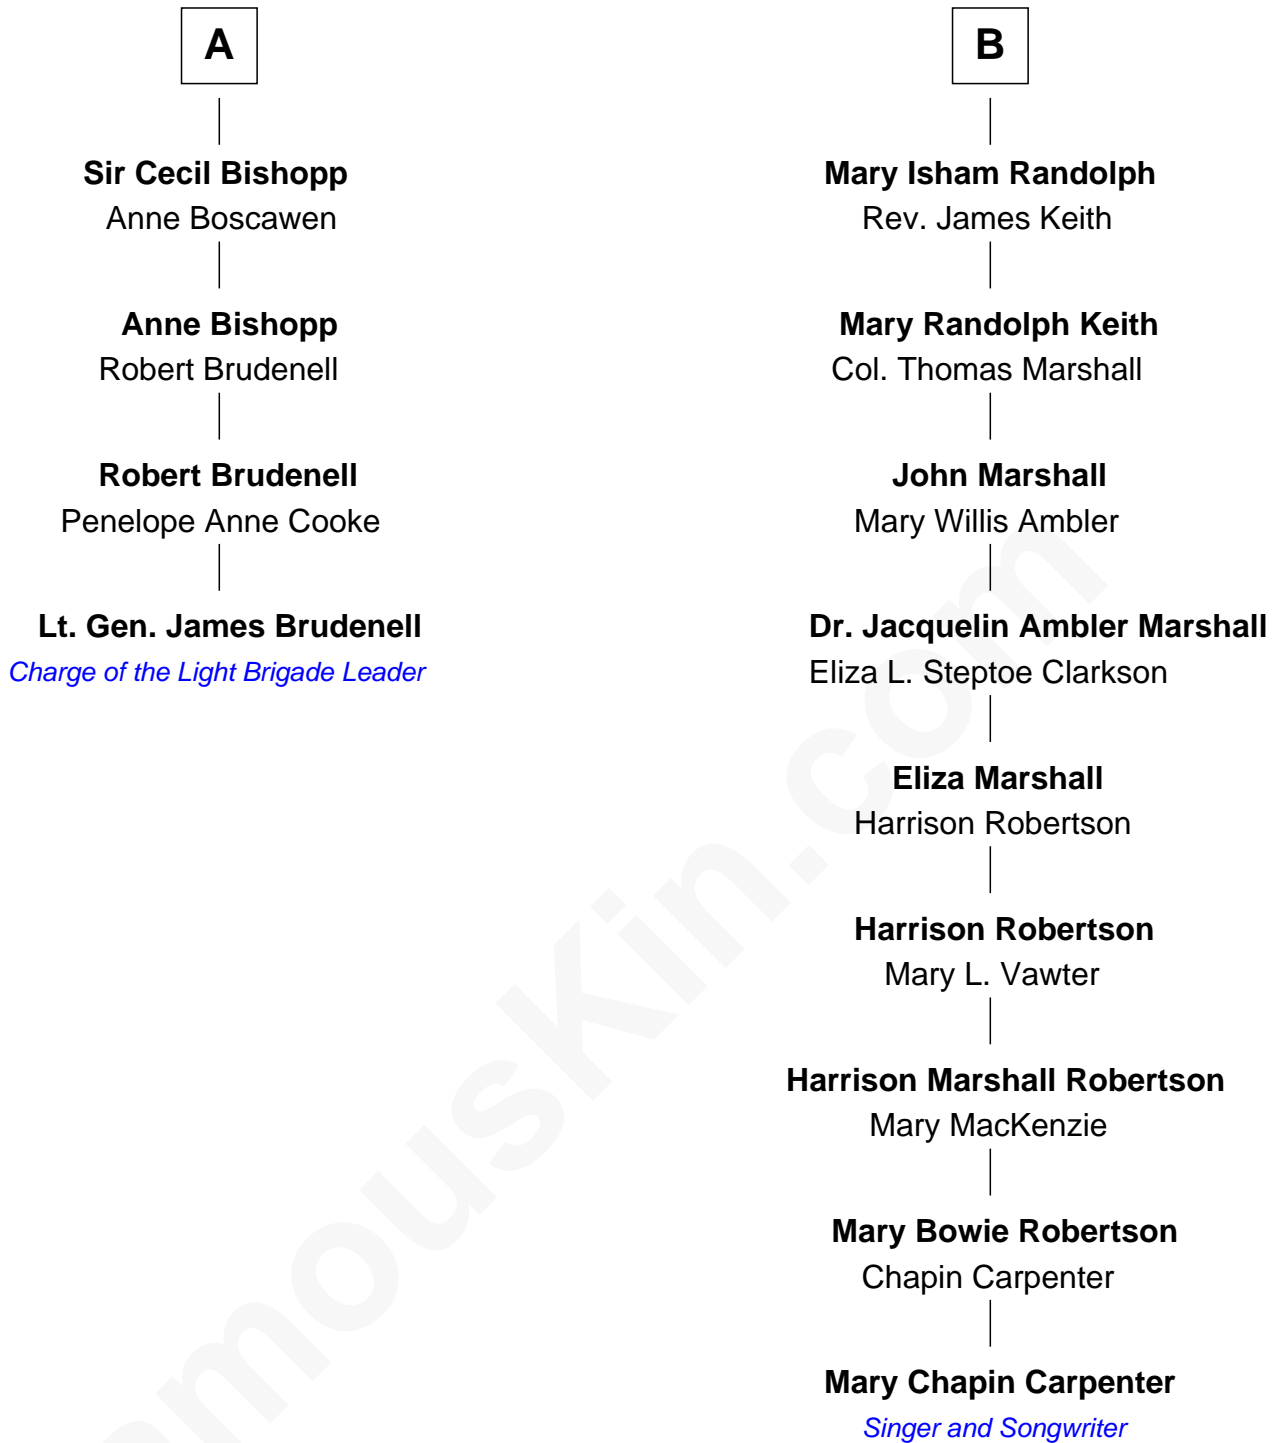 A
Sir Cecil Bishopp
Anne Boscawen
Anne Bishopp
Robert Brudenell
Robert Brudenell
Penelope Anne Cooke
Lt. Gen. James Brudenell
Charge of the Light Brigade Leader
B
Mary Isham Randolph
Rev. James Keith
Mary Randolph Keith
Col. Thomas Marshall
John Marshall
Mary Willis Ambler
Dr. Jacquelin Ambler Marshall
Eliza L. Steptoe Clarkson
Eliza Marshall
Harrison Robertson
Harrison Robertson
Mary L. Vawter
Harrison Marshall Robertson
Mary MacKenzie
Mary Bowie Robertson
Chapin Carpenter
Mary Chapin Carpenter
Singer and Songwriter
amousKin.com